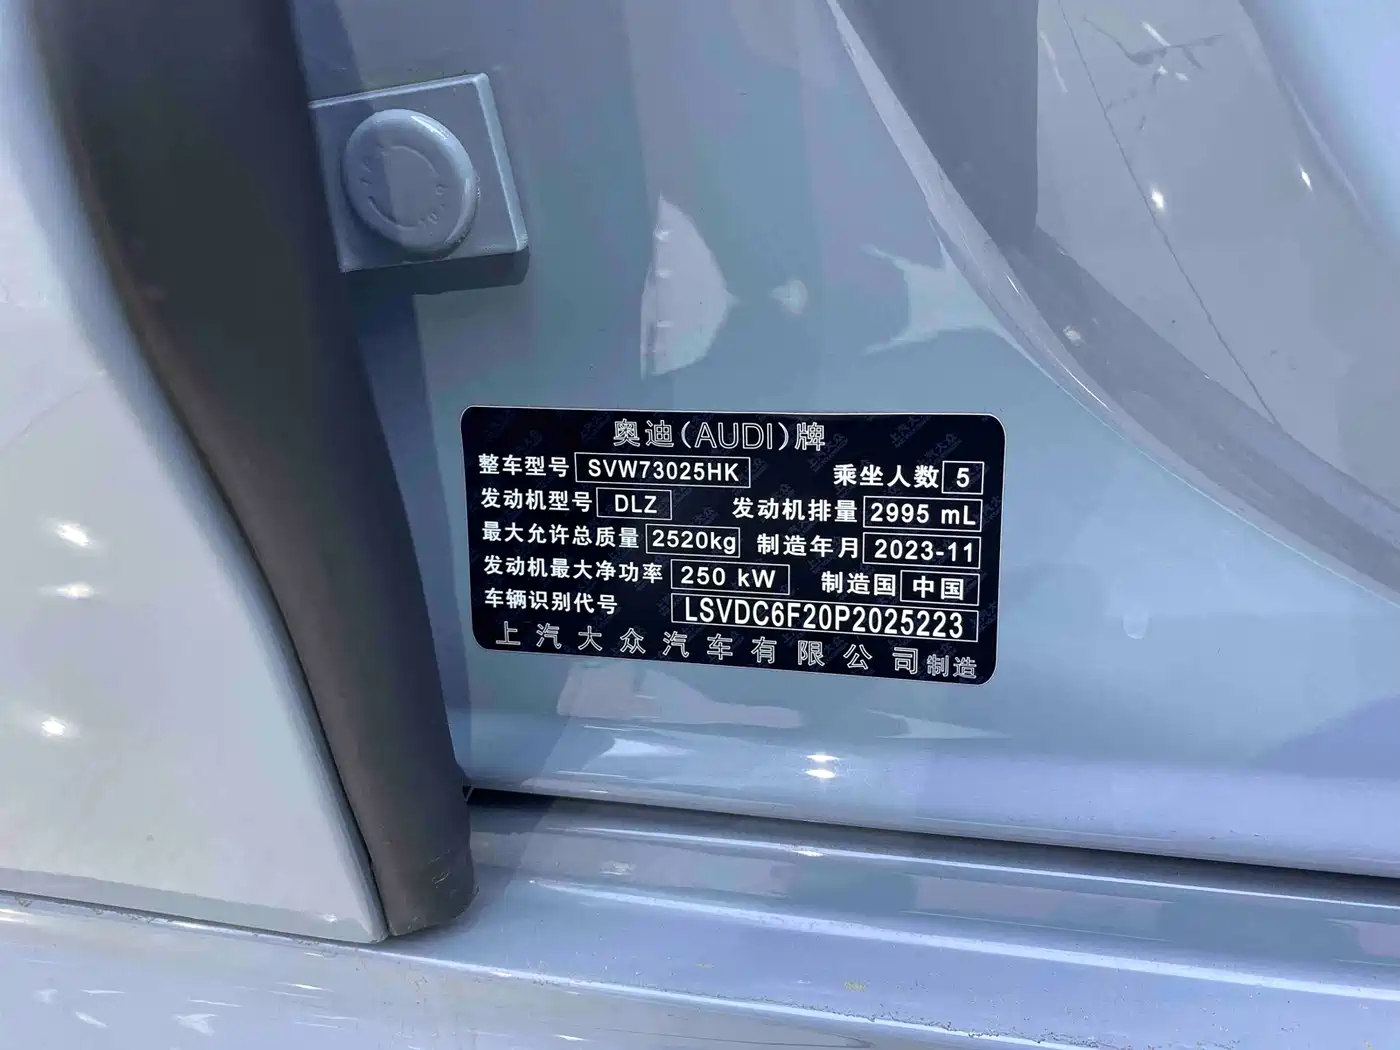 奥迪(AUDI)牌
整车型号 SVW73025HK 乘坐人数 5
发动机型号 DLZ 发动机排量 2995 mL
最大允许总质量 2520kg 制造年月 2023-11
发动机最大净功率 250 kW 制造国 中国
车辆识别代号 LSVDC6F20P2025223
上汽大众汽车有限公司制造